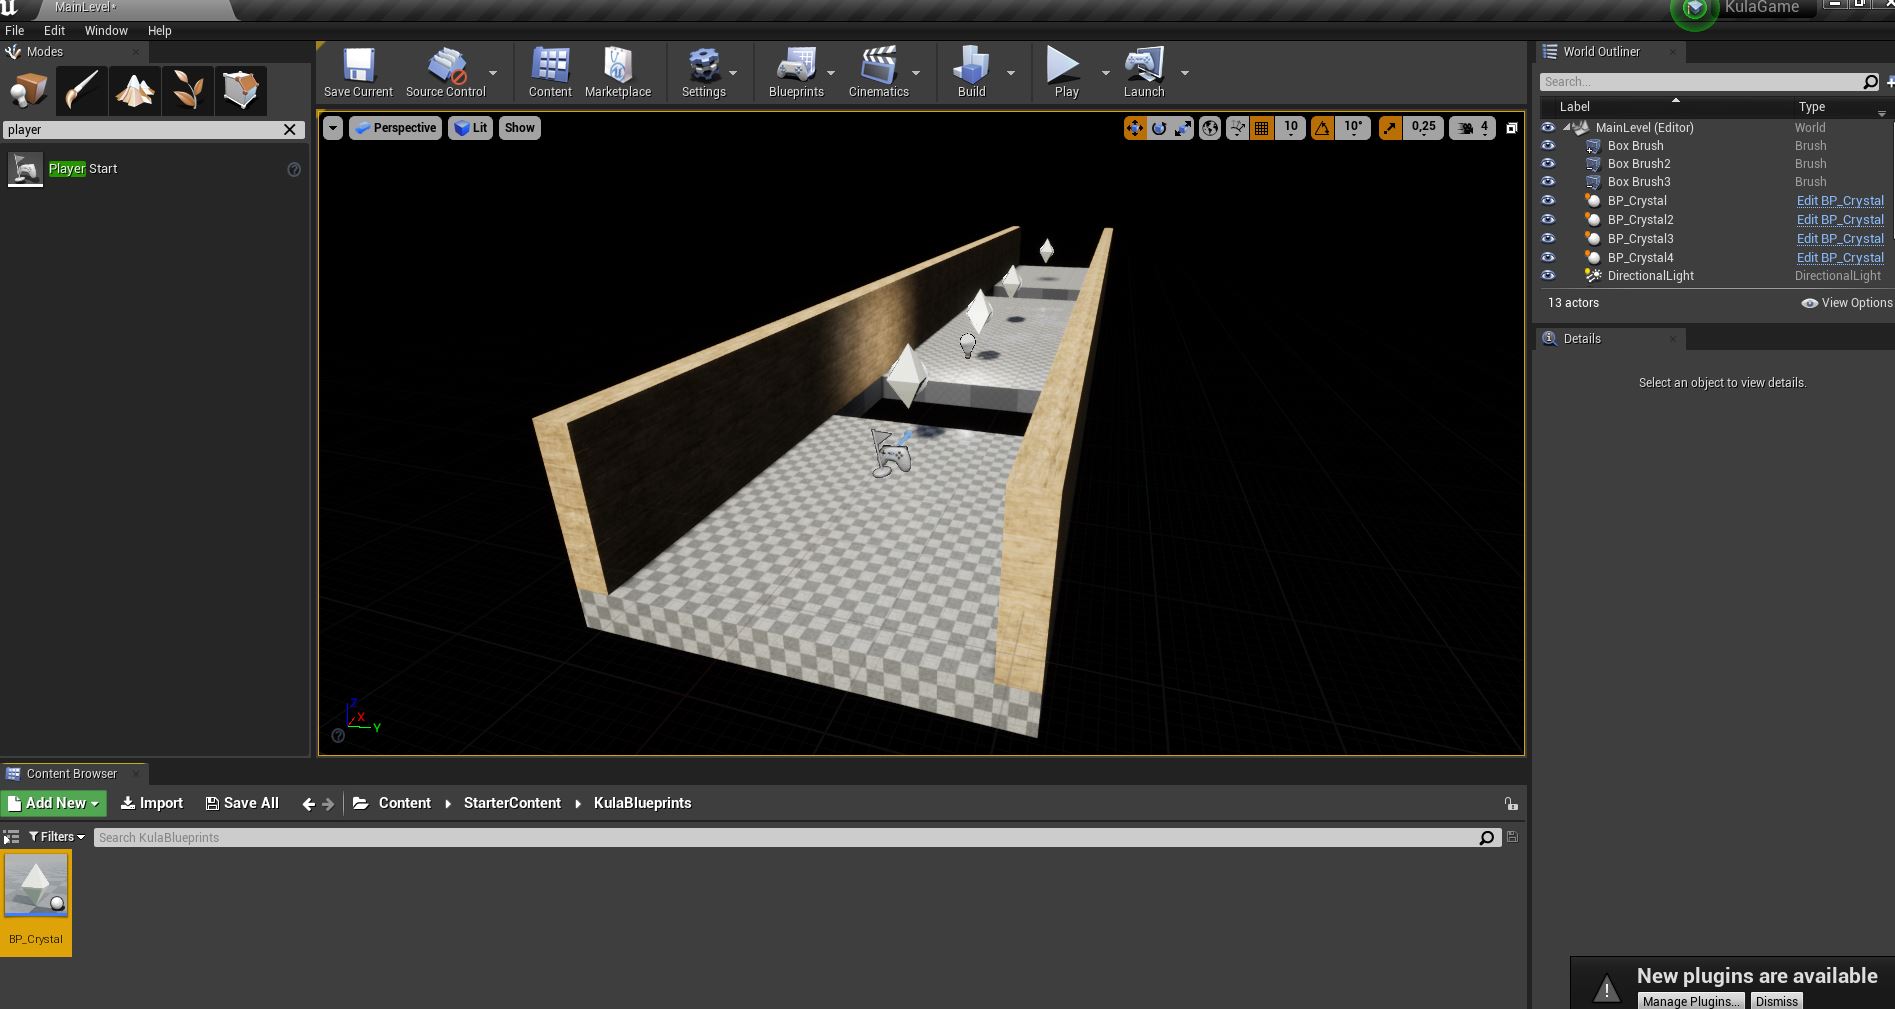 MainLevel*
KulaGame
File Edit Window Help
Modes
player
Player Start
Save Current
Source Control
Content
Marketplace
Settings
Blueprints
Cinematics
Build
Play
Launch
Perspective
Lit
Show
10
10°
0,25
4
Z
X
Y
World Outliner
Search...
Label Type
MainLevel (Editor) World
Box Brush Brush
Box Brush2 Brush
Box Brush3 Brush
BP_Crystal Edit BP_Crystal
BP_Crystal2 Edit BP_Crystal
BP_Crystal3 Edit BP_Crystal
BP_Crystal4 Edit BP_Crystal
DirectionalLight DirectionalLight
13 actors View Options
Details
Select an object to view details.
Content Browser
Add New Import Save All Content StarterContent KulaBlueprints
Filters Search KulaBlueprints
BP_Crystal
New plugins are available
Manage Plugins... Dismiss